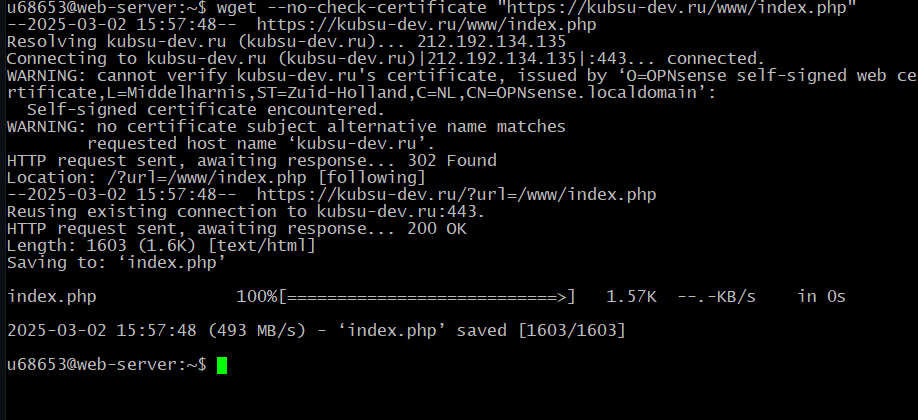 u68653@web-server:~$ wget --no-check-certificate "https://kubsu-dev.ru/www/index.php"
--2025-03-02 15:57:48--  https://kubsu-dev.ru/www/index.php
Resolving kubsu-dev.ru (kubsu-dev.ru)... 212.192.134.135
Connecting to kubsu-dev.ru (kubsu-dev.ru)|212.192.134.135|:443... connected.
WARNING: cannot verify kubsu-dev.ru's certificate, issued by ‘O=OPNsense self-signed web ce
rtificate,L=Middelharnis,ST=Zuid-Holland,C=NL,CN=OPNsense.localdomain’:
  Self-signed certificate encountered.
WARNING: no certificate subject alternative name matches
        requested host name ‘kubsu-dev.ru’.
HTTP request sent, awaiting response... 302 Found
Location: /?url=/www/index.php [following]
--2025-03-02 15:57:48--  https://kubsu-dev.ru/?url=/www/index.php
Reusing existing connection to kubsu-dev.ru:443.
HTTP request sent, awaiting response... 200 OK
Length: 1603 (1.6K) [text/html]
Saving to: ‘index.php’
index.php              100%[===========================>]   1.57K  --.-KB/s    in 0s
2025-03-02 15:57:48 (493 MB/s) - ‘index.php’ saved [1603/1603]
u68653@web-server:~$